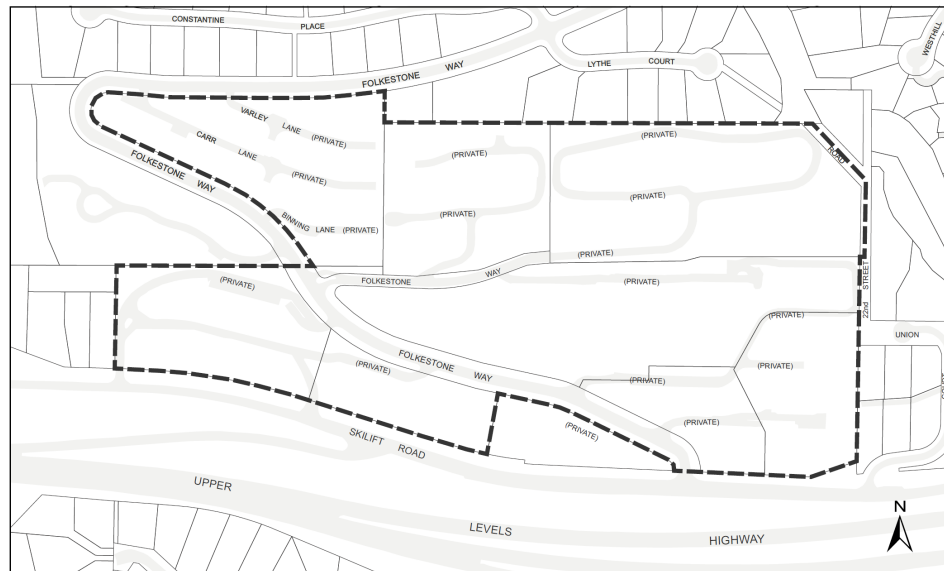 CONSTANTINE PLACE
WESTHILL
FOLKESTONE WAY
LYTHE COURT
VARLEY LANE (PRIVATE)
CARR LANE (PRIVATE)
(PRIVATE)
(PRIVATE)
ROAD
FOLKESTONE WAY
(PRIVATE)
(PRIVATE)
BINNING LANE (PRIVATE)
(PRIVATE)
22nd STREET
FOLKESTONE WAY
(PRIVATE)
(PRIVATE)
(PRIVATE)
UNION
COURT
FOLKESTONE WAY
(PRIVATE)
(PRIVATE)
(PRIVATE)
(PRIVATE)
(PRIVATE)
SKILIFT ROAD
UPPER LEVELS HIGHWAY
N